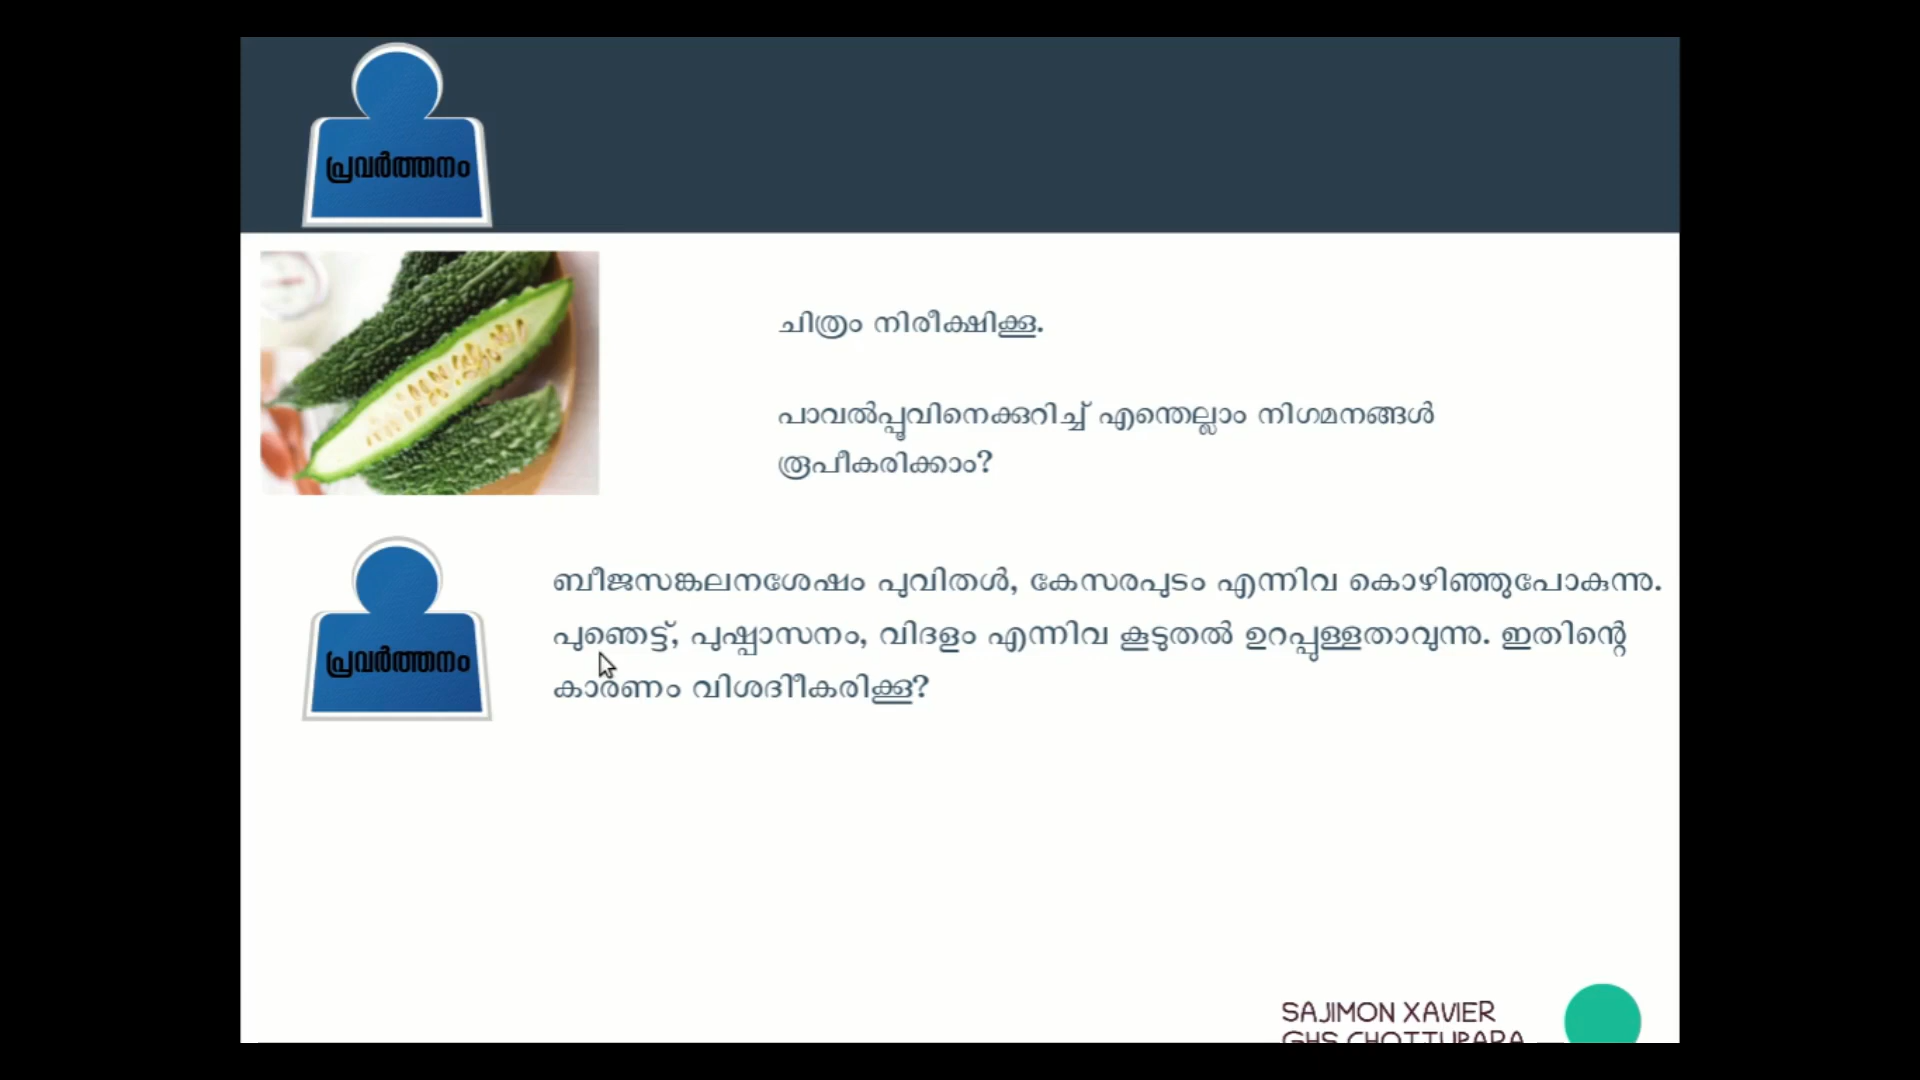 പ്രവർത്തനം
ചിത്രം നിരീക്ഷിക്കൂ.
പാവൽപ്പൂവിനെക്കുറിച്ച് എന്തെല്ലാം നിഗമനങ്ങൾ
രൂപീകരിക്കാം?
പ്രവർത്തനം
ബീജസങ്കലനശേഷം പൂവിതൾ, കേസരപുടം എന്നിവ കൊഴിഞ്ഞുപോകുന്നു.
പൂഞെട്ട്, പുഷ്പാസനം, വിദളം എന്നിവ കൂടുതൽ ഉറപ്പുള്ളതാവുന്നു. ഇതിന്റെ
കാരണം വിശദീകരിക്കൂ?
SAJIMON XAVIER
GHS CHOTTUPARA